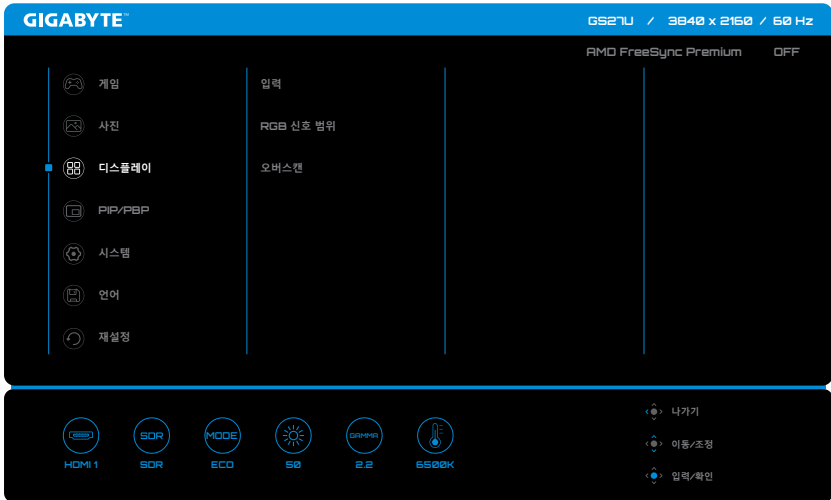 GIGABYTE™
GS27U / 3840 x 2160 / 60 Hz
AMD FreeSync Premium OFF
게임
사진
디스플레이
PIP/PBP
시스템
언어
재설정
입력
RGB 신호 범위
오버스캔
HDMI 1
SDR
SDR
MODE
ECO
50
GAMMA
2.2
6500K
나가기
이동/조정
입력/확인